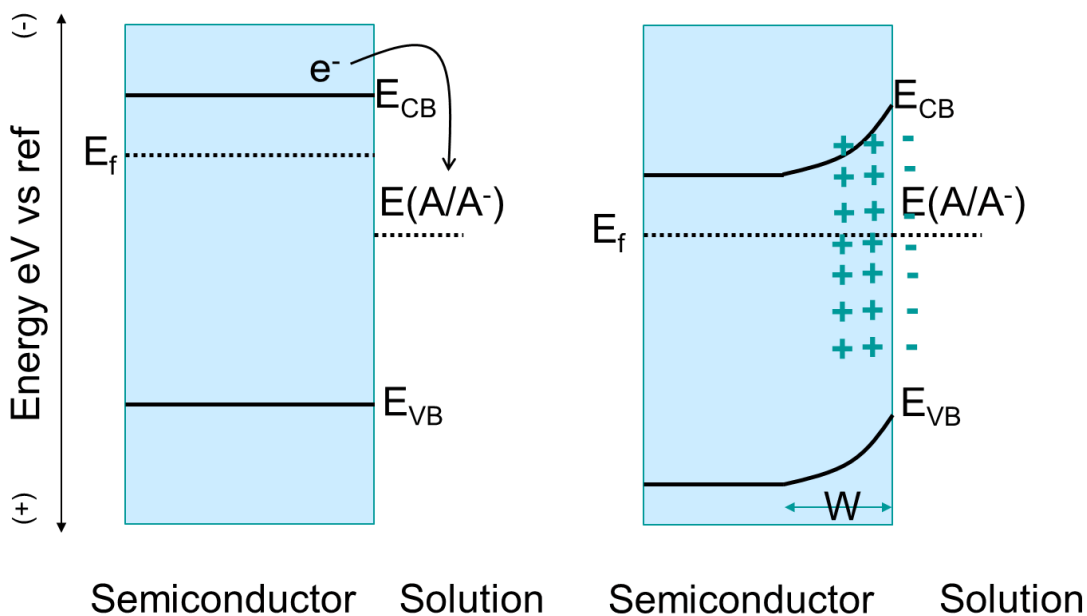 (-)
Energy eV vs ref
(+)
e-
ECB
Ef
E(A/A-)
EVB
Semiconductor
Solution
ECB
+ + -
+ + -
+ + E(A/A-)
Ef
+ + -
+ + -
+ + -
+ + -
EVB
W
Semiconductor
Solution